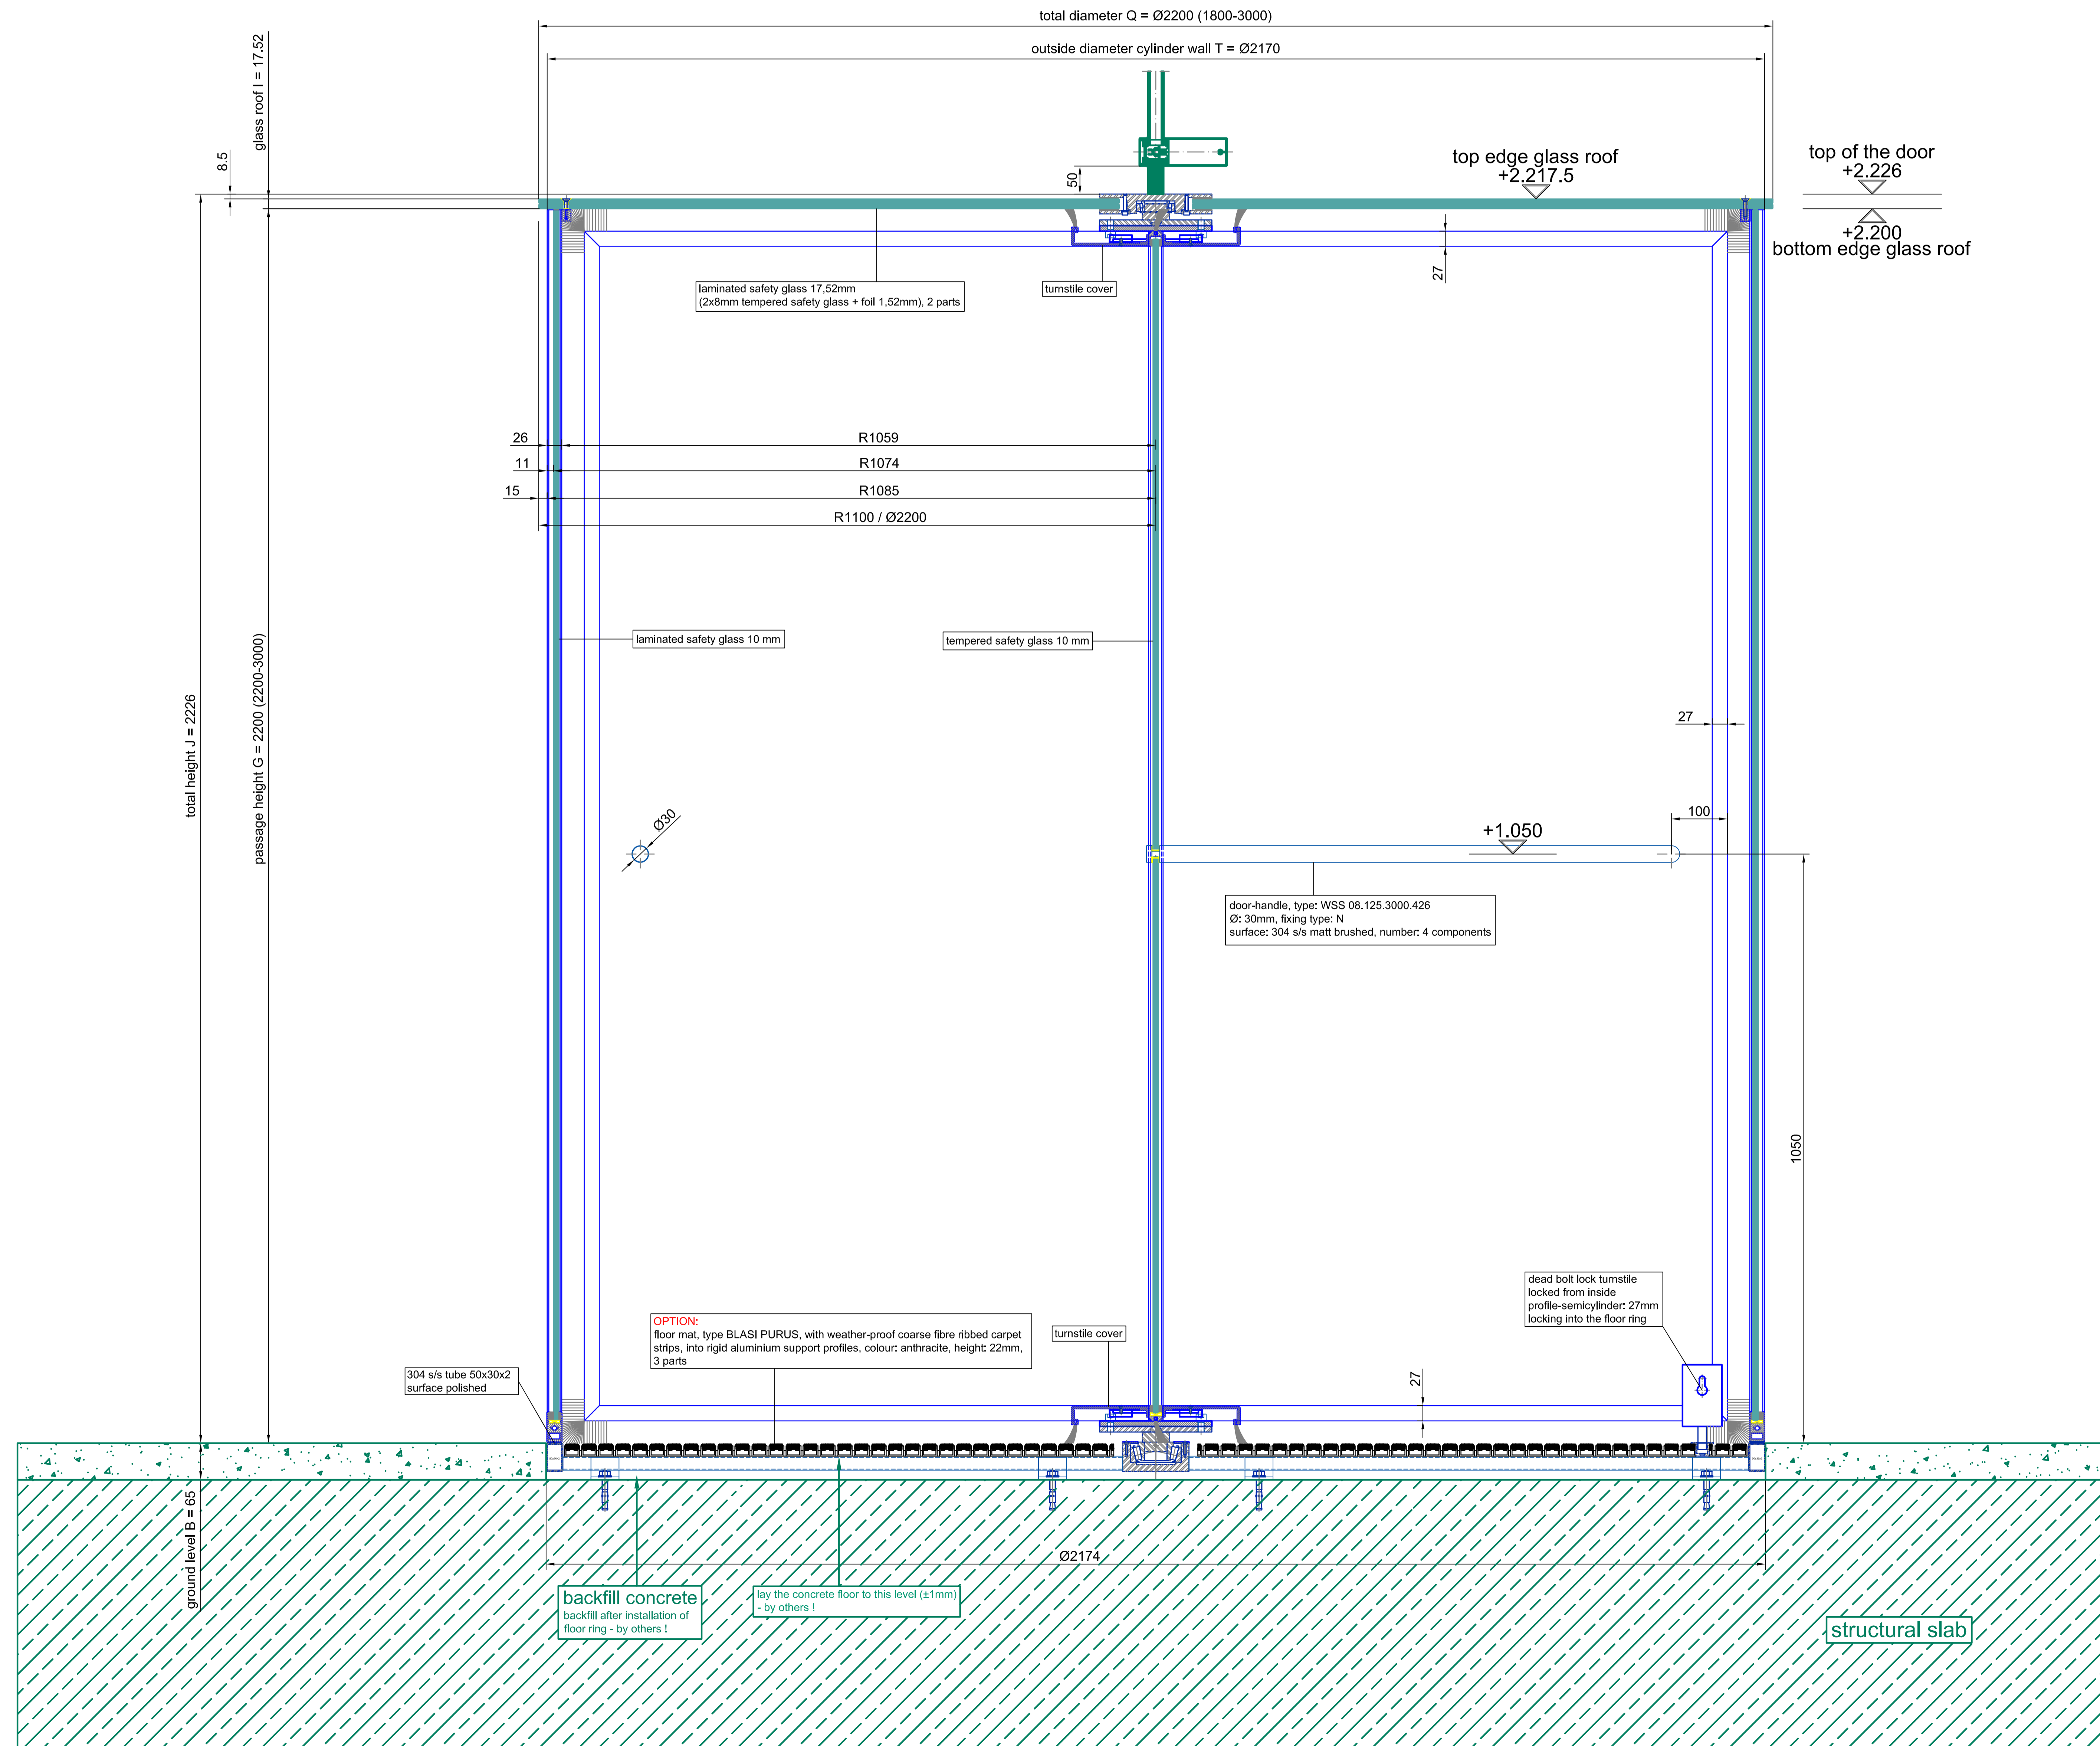 total diameter Q = Ø2200 (1800-3000)
outside diameter cylinder wall T = Ø2170
glass roof I = 17.52
8.5
50
top edge glass roof
+2.217.5
top of the door
+2.226
+2.200
bottom edge glass roof
27
laminated safety glass 17,52mm
(2x8mm tempered safety glass + foil 1,52mm), 2 parts
turnstile cover
26
R1059
11
R1074
15
R1085
R1100 / Ø2200
laminated safety glass 10 mm
tempered safety glass 10 mm
total height J = 2226
passage height G = 2200 (2200-3000)
27
100
Ø30
+1.050
door-handle, type: WSS 08.125.3000.426
Ø: 30mm, fixing type: N
surface: 304 s/s matt brushed, number: 4 components
1050
dead bolt lock turnstile
locked from inside
profile-semicylinder: 27mm
locking into the floor ring
OPTION:
floor mat, type BLASI PURUS, with weather-proof coarse fibre ribbed carpet
strips, into rigid aluminium support profiles, colour: anthracite, height: 22mm,
3 parts
turnstile cover
304 s/s tube 50x30x2
surface polished
27
ground level B = 65
Ø2174
backfill concrete
backfill after installation of
floor ring - by others !
lay the concrete floor to this level (±1mm)
- by others !
structural slab